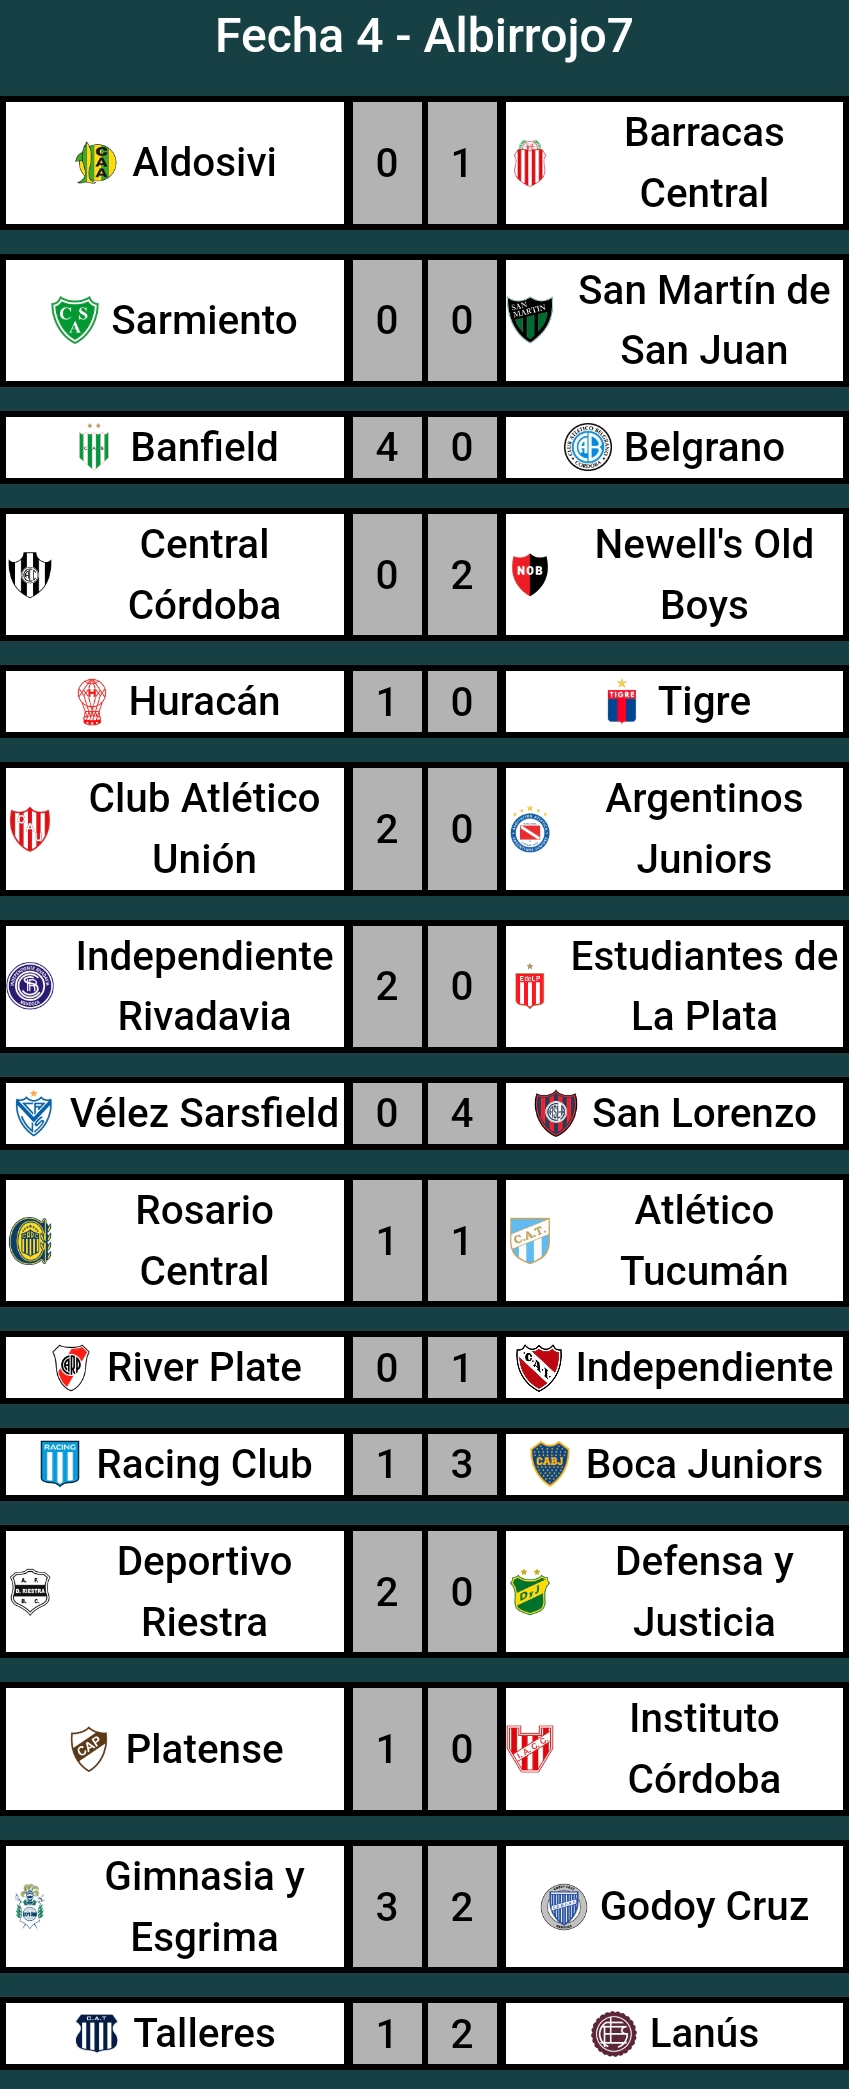 Fecha 4 - Albirrojo7
Aldosivi 0 1 Barracas
Central
Sarmiento 0 0 San Martín de
San Juan
Banfield 4 0 Belgrano
Central
Córdoba 0 2 Newell's Old
Boys
Huracán 1 0 Tigre
Club Atlético
Unión 2 0 Argentinos
Juniors
Independiente
Rivadavia 2 0 Estudiantes de
La Plata
Vélez Sarsfield 0 4 San Lorenzo
Rosario
Central 1 1 Atlético
Tucumán
River Plate 0 1 Independiente
Racing Club 1 3 Boca Juniors
Deportivo
Riestra 2 0 Defensa y
Justicia
Platense 1 0 Instituto
Córdoba
Gimnasia y
Esgrima 3 2 Godoy Cruz
Talleres 1 2 Lanús